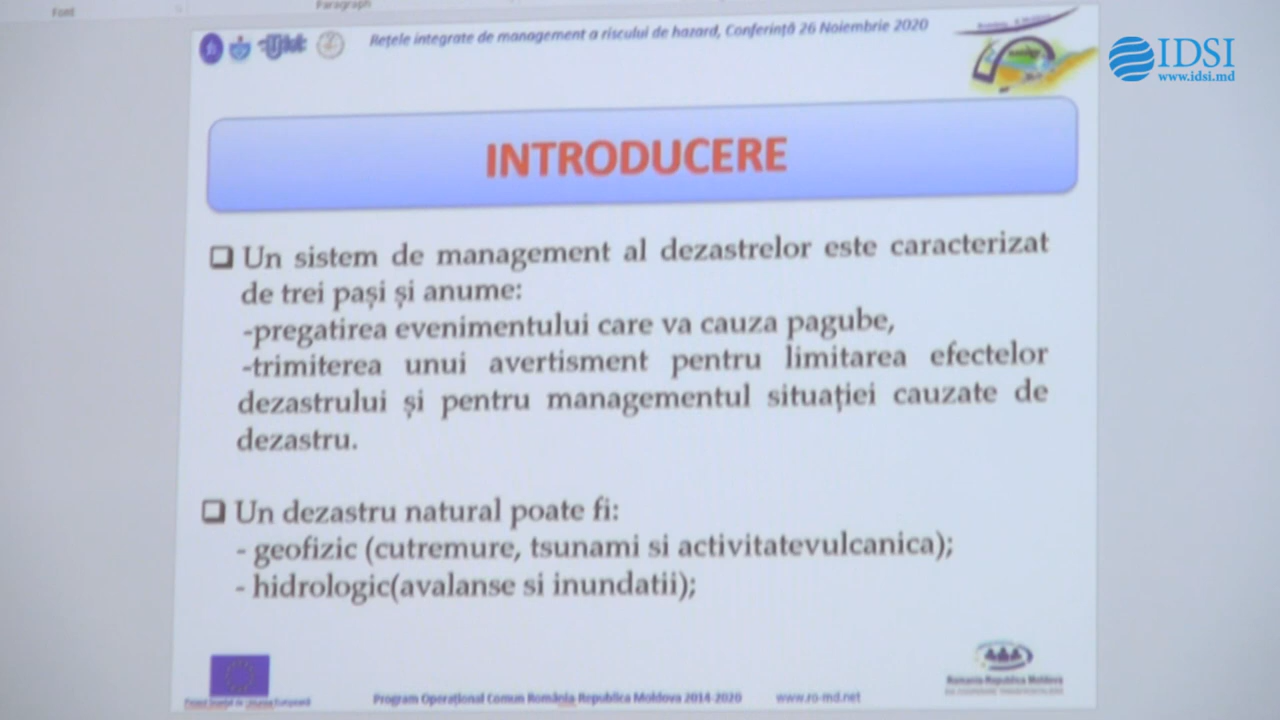 Font
Paragraph
Rețele integrate de management a riscului de hazard, Conferință 26 Noiembrie 2020
IDSI
www.idsi.md
INTRODUCERE
Un sistem de management al dezastrelor este caracterizat
de trei pași și anume:
-pregatirea evenimentului care va cauza pagube,
-trimiterea unui avertisment pentru limitarea efectelor
dezastrului și pentru managementul situației cauzate de
dezastru.
Un dezastru natural poate fi:
- geofizic (cutremure, tsunami si activitatevulcanica);
- hidrologic(avalanse si inundatii);
Romania-Republica Moldova
Program Operațional Comun România Republica Moldova 2014-2020 www.ro-md.net